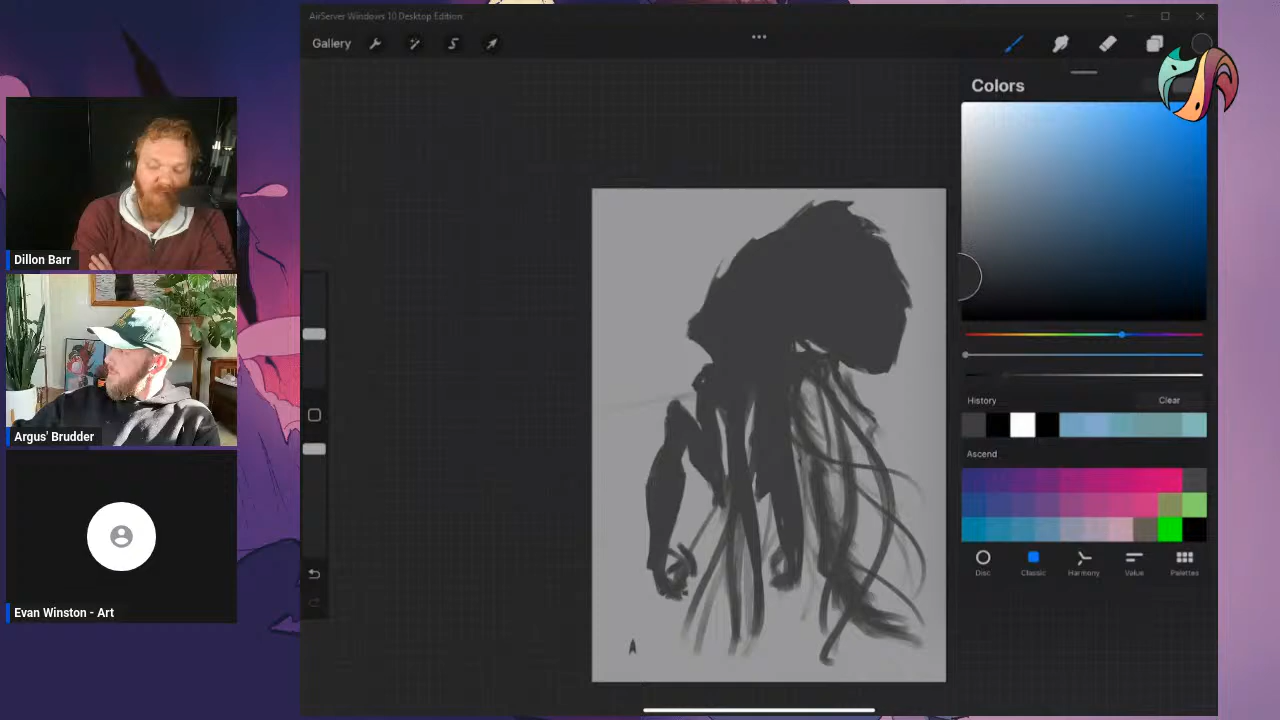 AirServer Windows 10 Desktop Edition
Gallery
Colors
History
Clear
Ascend
Disc
Classic
Harmony
Value
Palettes
Dillon Barr
Argus' Brudder
Evan Winston - Art